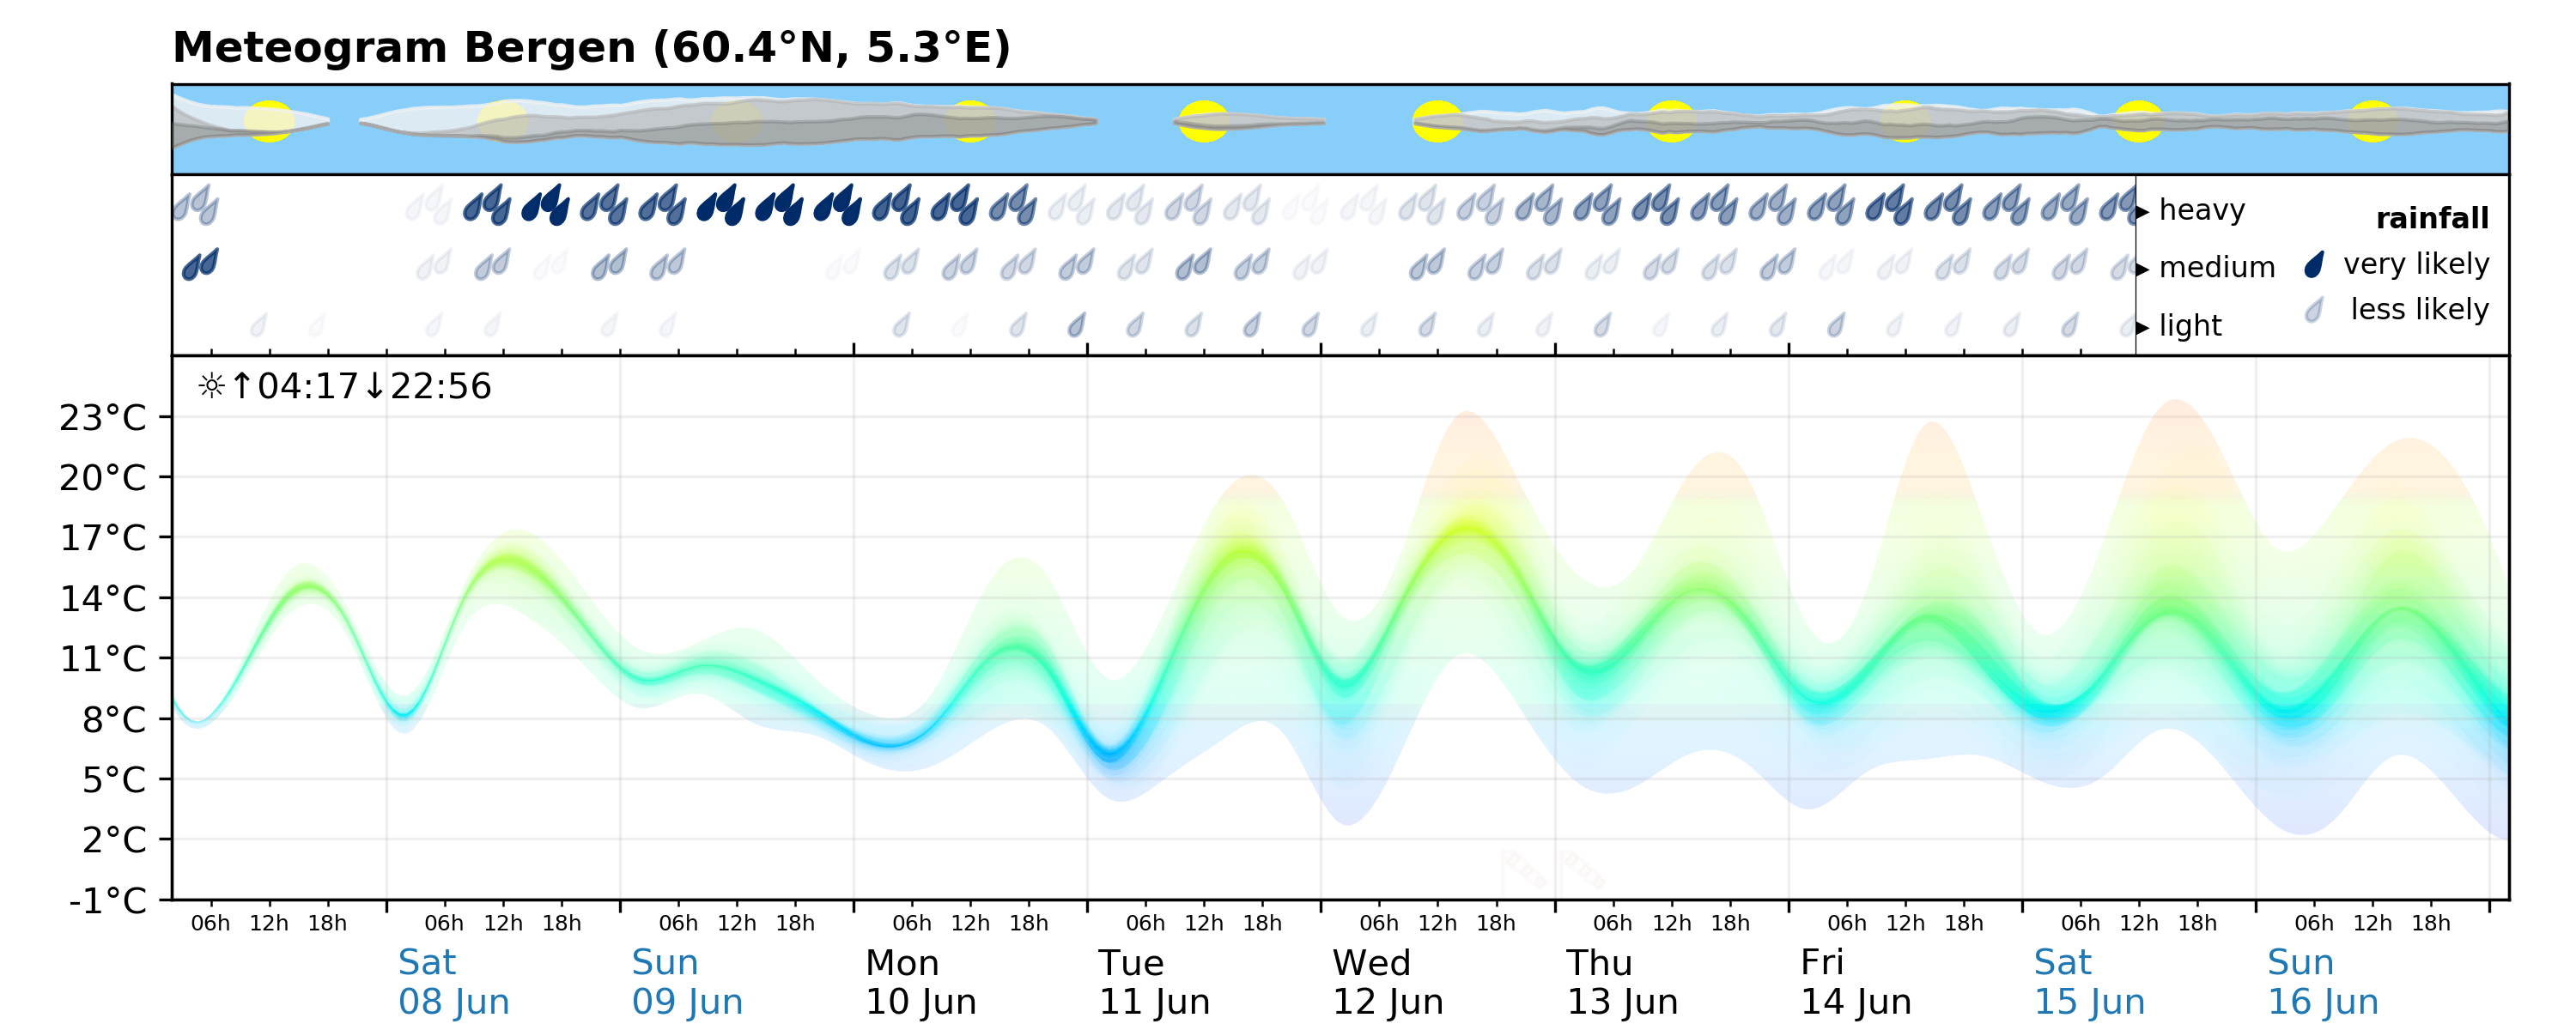 Meteogram Bergen (60.4°N, 5.3°E)
heavy
rainfall
medium
very likely
light
less likely
☼↑04:17↓22:56
23°C
20°C
17°C
14°C
11°C
8°C
5°C
2°C
-1°C
06h 12h 18h 06h 12h 18h 06h 12h 18h 06h 12h 18h 06h 12h 18h 06h 12h 18h 06h 12h 18h 06h 12h 18h 06h 12h 18h 06h 12h 18h
Sat Sun Mon Tue Wed Thu Fri Sat Sun
08 Jun 09 Jun 10 Jun 11 Jun 12 Jun 13 Jun 14 Jun 15 Jun 16 Jun